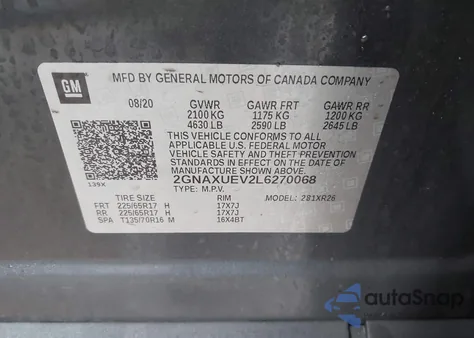 GM
MFD BY GENERAL MOTORS OF CANADA COMPANY
08/20 GVWR GAWR FRT GAWR RR
2100 KG 1175 KG 1200 KG
4630 LB 2590 LB 2645 LB
THIS VEHICLE CONFORMS TO ALL
APPLICABLE U.S. FEDERAL MOTOR
VEHICLE SAFETY, BUMPER, AND THEFT
PREVENTION STANDARDS IN EFFECT ON
THE DATE OF MANUFACTURE SHOWN ABOVE.
2GNAXUEV2L6270068
139X TYPE: M.P.V. MODEL: 281XR26
TIRE SIZE RIM
FRT 225/65R17 H 17X7J
RR 225/65R17 H 17X7J
SPA T135/70R16 M 16X4BT
autoSnap